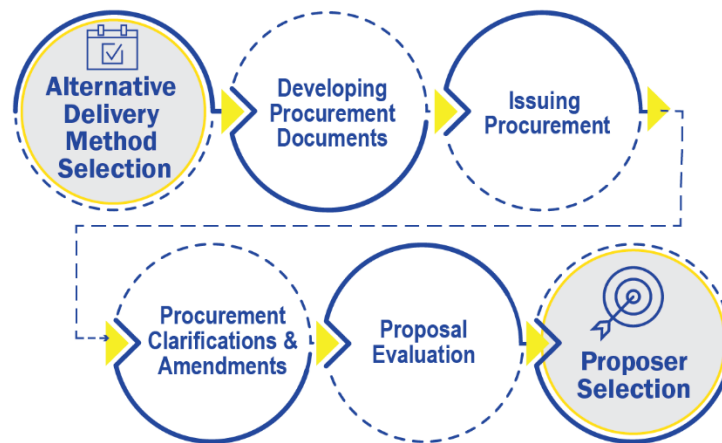 Alternative
Delivery
Method
Selection
Developing
Procurement
Documents
Issuing
Procurement
Procurement
Clarifications &
Amendments
Proposal
Evaluation
Proposer
Selection